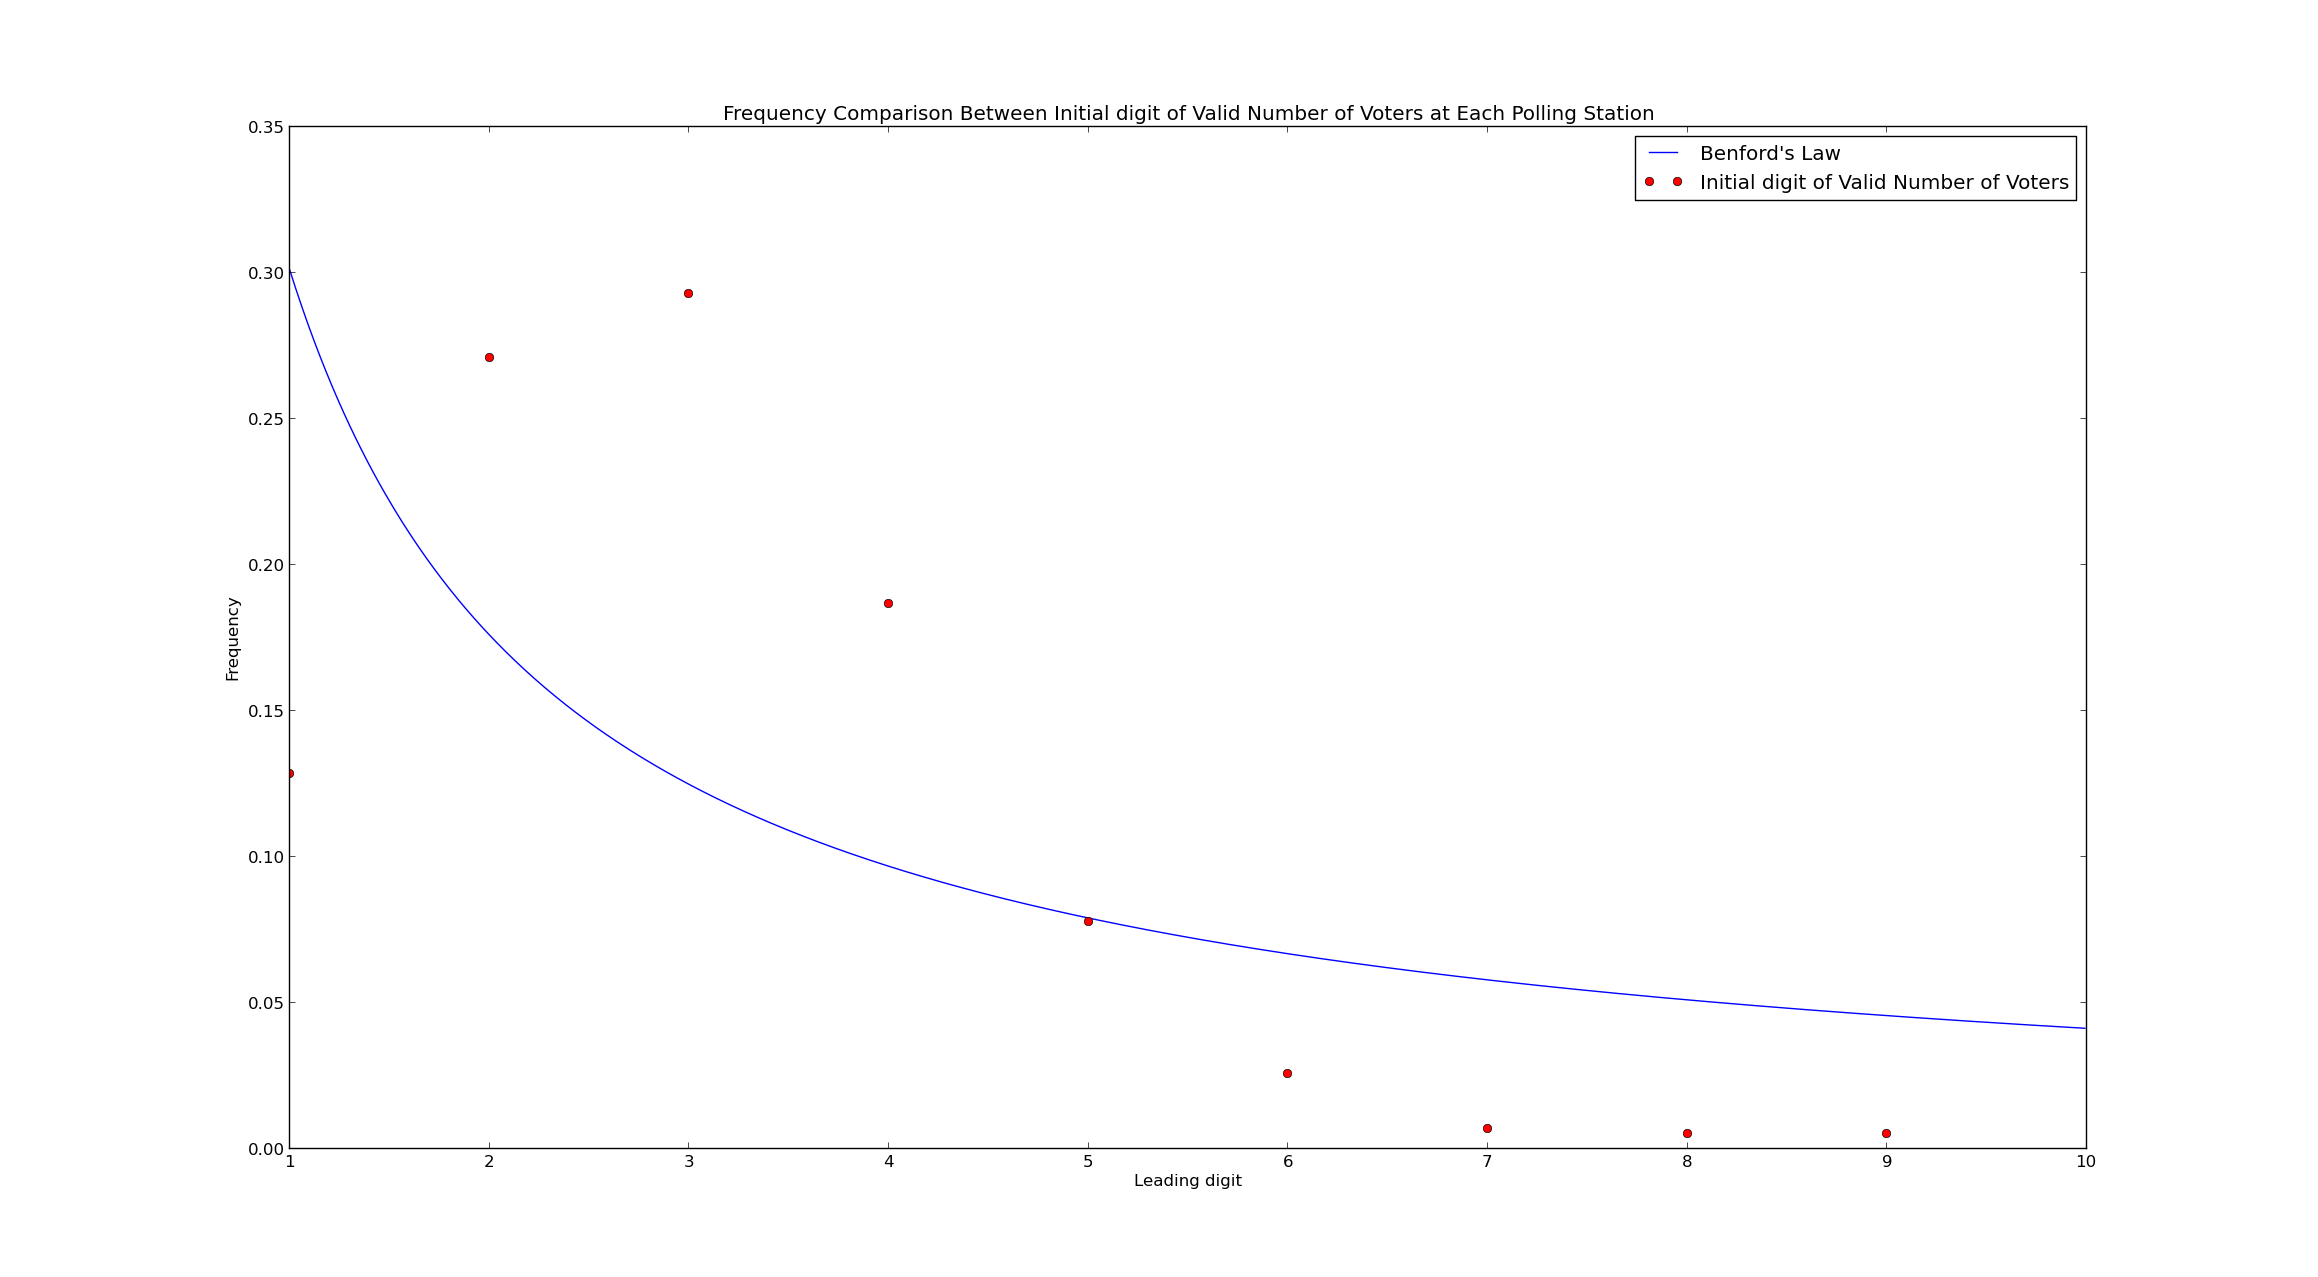 Frequency Comparison Between Initial digit of Valid Number of Voters at Each Polling Station
Benford's Law
Initial digit of Valid Number of Voters
0.35
0.30
0.25
0.20
0.15
0.10
0.05
0.00
Frequency
1 2 3 4 5 6 7 8 9 10
Leading digit